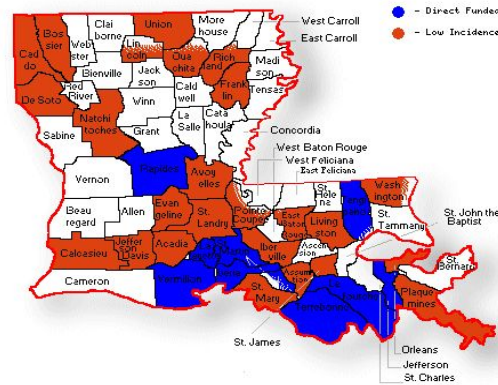 - Direct Funded
- Low Incidence
West Carroll
East Carroll
Union
More
house
Clai
borne
Bos
sier
Web
ster
Cad
do
Lin
coln
Oua
chita
Rich
land
Madi
son
Bienville
Jack
son
Frank
lin
Tensas
De Soto
Red
River
Cald
well
Winn
Natchi
toches
La
Salle
Cata
houla
Sabine
Grant
Concordia
West Baton Rouge
West Feliciana
East Feliciana
Rapides
Avoy
elles
Vernon
St.
Hele
na
Wash
ington
Beau
regard
Allen
Evan
geline
St.
Landry
Pointe
Coupee
East
Baton
Rouge
Living
ston
St.
Tammany
St. John the
Baptist
Calcasieu
Jeffer
son
Davis
Acadia
Iber
ville
Ascen
sion
Cameron
Vermilion
St.
Mary
Assump
tion
La
fourche
Terrebonne
St.
Bernard
Plaque
mines
St. James
Orleans
Jefferson
St. Charles